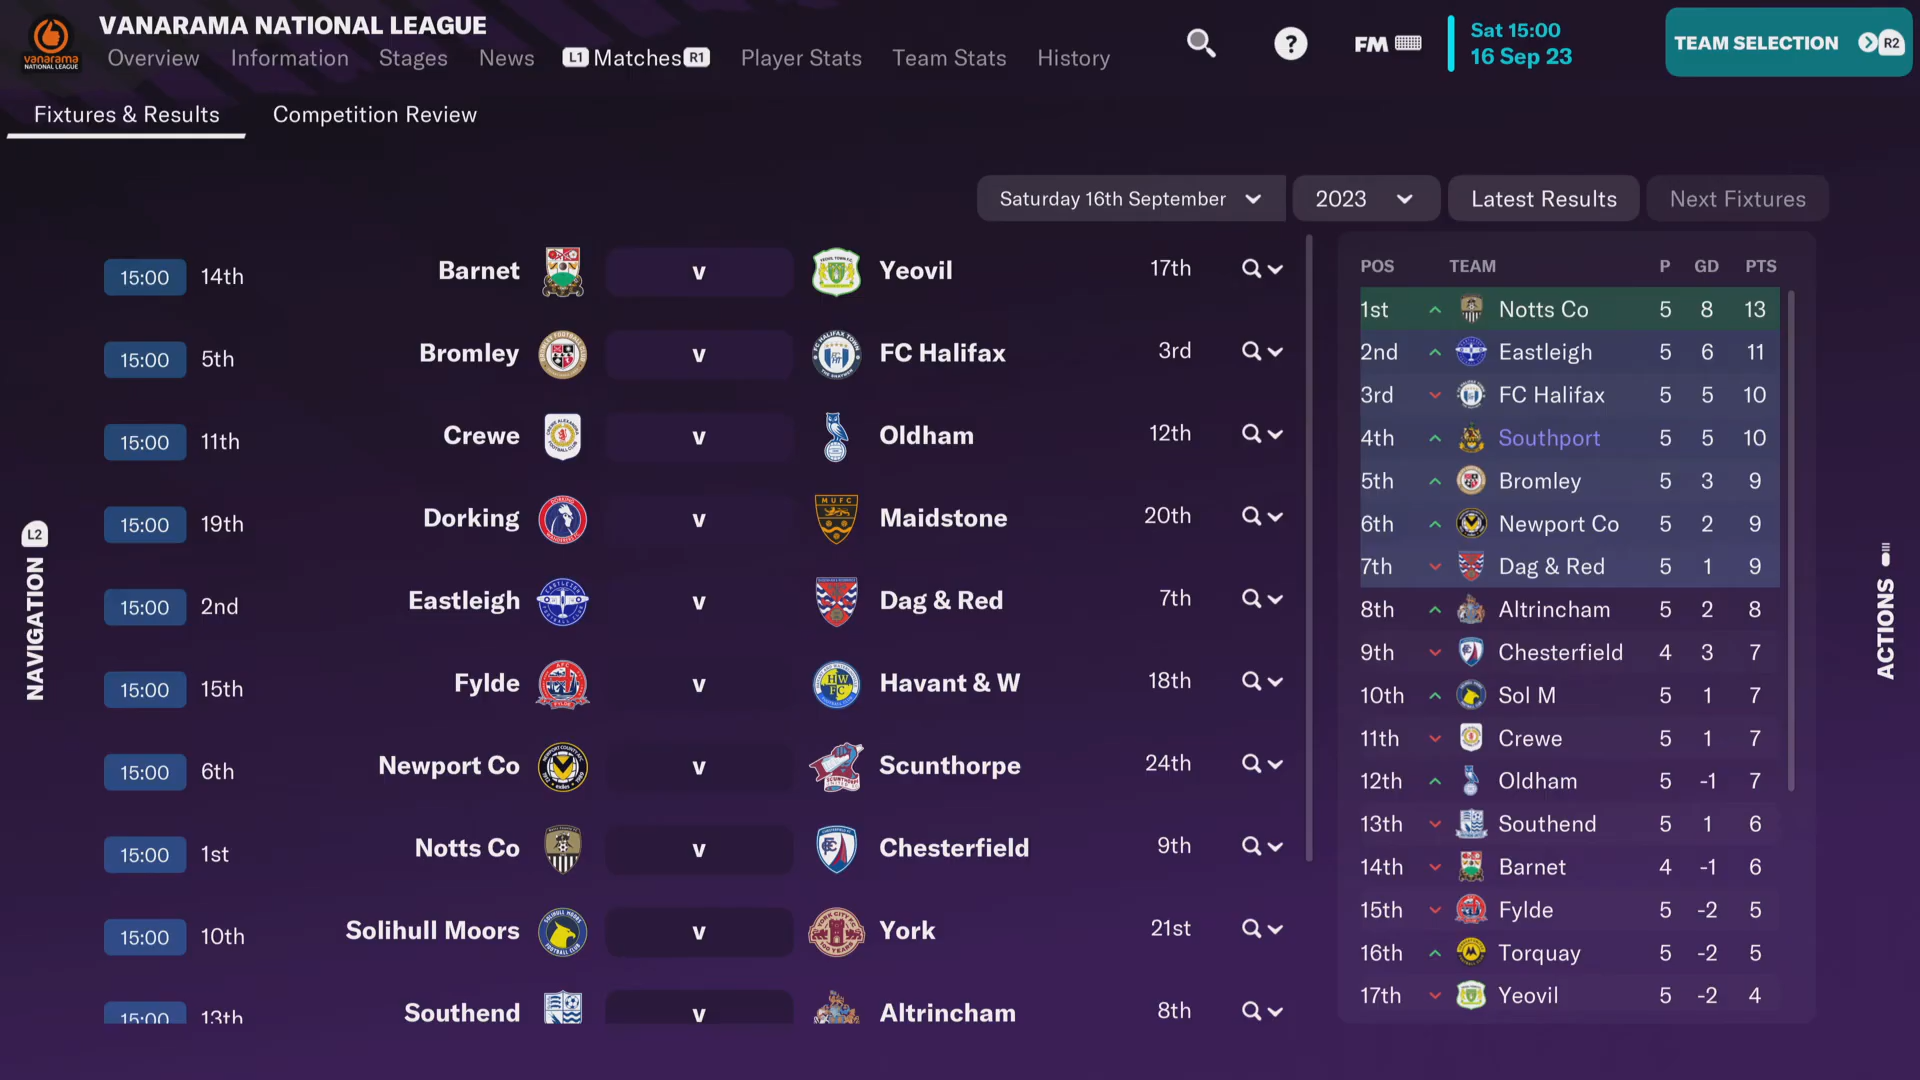 VANARAMA NATIONAL LEAGUE
Overview Information Stages News L1 Matches R1 Player Stats Team Stats History
vanarama
NATIONAL LEAGUE
? FM Sat 15:00
16 Sep 23
TEAM SELECTION R2
Fixtures & Results Competition Review
Saturday 16th September 2023 Latest Results Next Fixtures
15:00 14th Barnet v Yeovil 17th
15:00 5th Bromley v FC Halifax 3rd
15:00 11th Crewe v Oldham 12th
15:00 19th Dorking v Maidstone 20th
15:00 2nd Eastleigh v Dag & Red 7th
15:00 15th Fylde v Havant & W 18th
15:00 6th Newport Co v Scunthorpe 24th
15:00 1st Notts Co v Chesterfield 9th
15:00 10th Solihull Moors v York 21st
15:00 13th Southend v Altrincham 8th
POS TEAM P GD PTS
1st Notts Co 5 8 13
2nd Eastleigh 5 6 11
3rd FC Halifax 5 5 10
4th Southport 5 5 10
5th Bromley 5 3 9
6th Newport Co 5 2 9
7th Dag & Red 5 1 9
8th Altrincham 5 2 8
9th Chesterfield 4 3 7
10th Sol M 5 1 7
11th Crewe 5 1 7
12th Oldham 5 -1 7
13th Southend 5 1 6
14th Barnet 4 -1 6
15th Fylde 5 -2 5
16th Torquay 5 -2 5
17th Yeovil 5 -2 4
NAVIGATION L2
ACTIONS